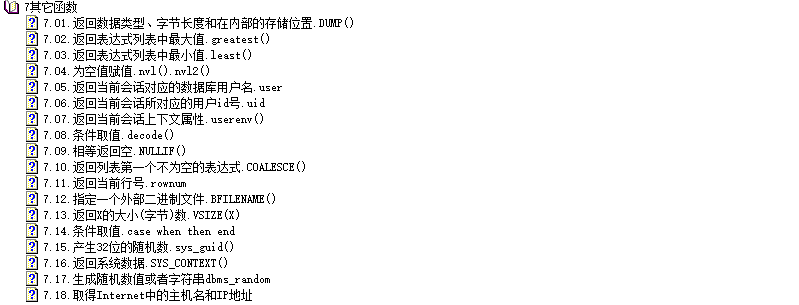 7其它函数
7.01.返回数据类型、字节长度和在内部的存储位置.DUMP()
7.02.返回表达式列表中最大值.greatest()
7.03.返回表达式列表中最小值.least()
7.04.为空值赋值.nvl().nvl2()
7.05.返回当前会话对应的数据库用户名.user
7.06.返回当前会话所对应的用户id号.uid
7.07.返回当前会话上下文属性.userenv()
7.08.条件取值.decode()
7.09.相等返回空.NULLIF()
7.10.返回列表第一个不为空的表达式.COALESCE()
7.11.返回当前行号.rownum
7.12.指定一个外部二进制文件.BFILENAME()
7.13.返回X的大小(字节)数.VSIZE(X)
7.14.条件取值.case when then end
7.15.产生32位的随机数.sys_guid()
7.16.返回系统数据.SYS_CONTEXT()
7.17.生成随机数值或者字符串dbms_random
7.18.取得Internet中的主机名和IP地址